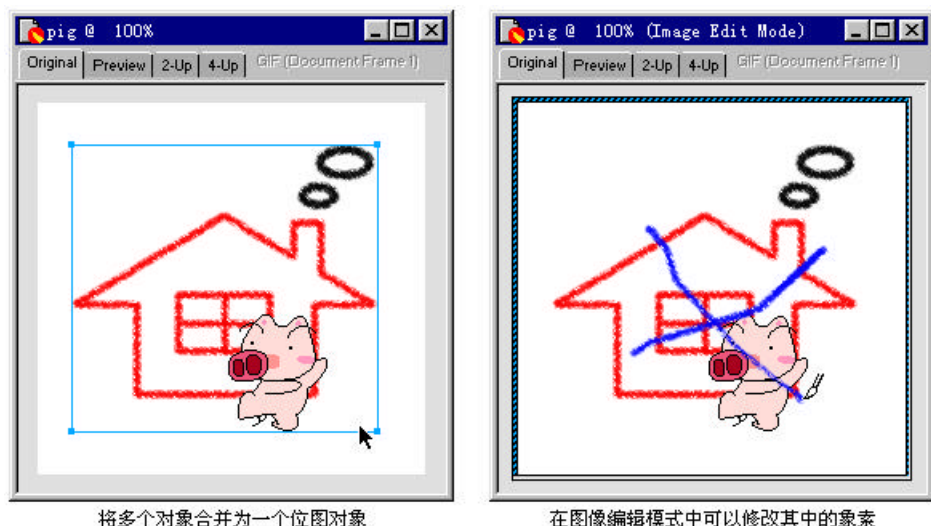 pig @ 100%
Original Preview 2-Up 4-Up GIF (Document Frame 1)
将多个对象合并为一个位图对象
pig @ 100% (Image Edit Mode)
Original Preview 2-Up 4-Up GIF (Document Frame 1)
在图像编辑模式中可以修改其中的象素